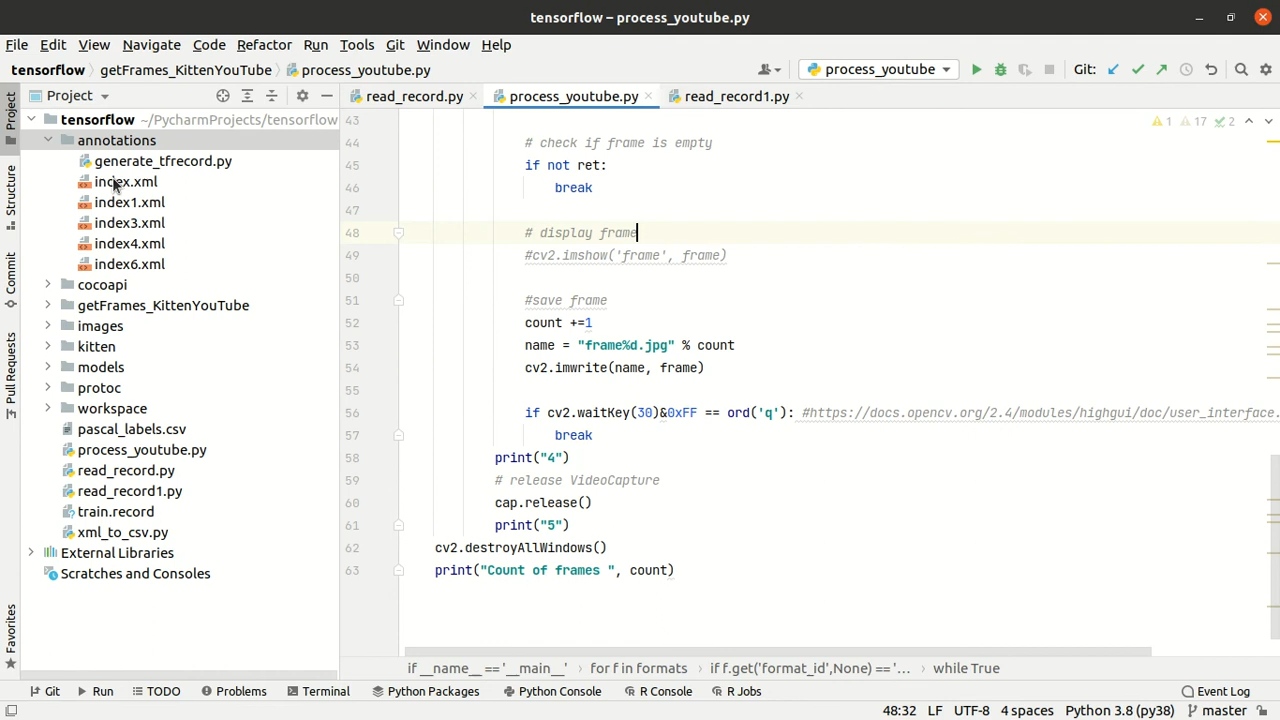 tensorflow – process_youtube.py
File Edit View Navigate Code Refactor Run Tools Git Window Help
tensorflow getFrames_KittenYouTube process_youtube.py process_youtube Git:
Project read_record.py process_youtube.py read_record1.py
Project
Structure
Commit
Pull Requests
Favorites
tensorflow ~/PycharmProjects/tensorflow
annotations
generate_tfrecord.py
index.xml
index1.xml
index3.xml
index4.xml
index6.xml
cocoapi
getFrames_KittenYouTube
images
kitten
models
protoc
workspace
pascal_labels.csv
process_youtube.py
read_record.py
read_record1.py
train.record
xml_to_csv.py
External Libraries
Scratches and Consoles
1 17 2
43
44 # check if frame is empty
45 if not ret:
46 break
47
48 # display frame
49 #cv2.imshow('frame', frame)
50
51 #save frame
52 count +=1
53 name = "frame%d.jpg" % count
54 cv2.imwrite(name, frame)
55
56 if cv2.waitKey(30)&0xFF == ord('q'): #https://docs.opencv.org/2.4/modules/highgui/doc/user_interface.
57 break
58 print("4")
59 # release VideoCapture
60 cap.release()
61 print("5")
62 cv2.destroyAllWindows()
63 print("Count of frames ", count)
if __name__ == '__main__' for f in formats if f.get('format_id',None) == '... while True
Git Run TODO Problems Terminal Python Packages Python Console R Console R Jobs Event Log
48:32 LF UTF-8 4 spaces Python 3.8 (py38) master